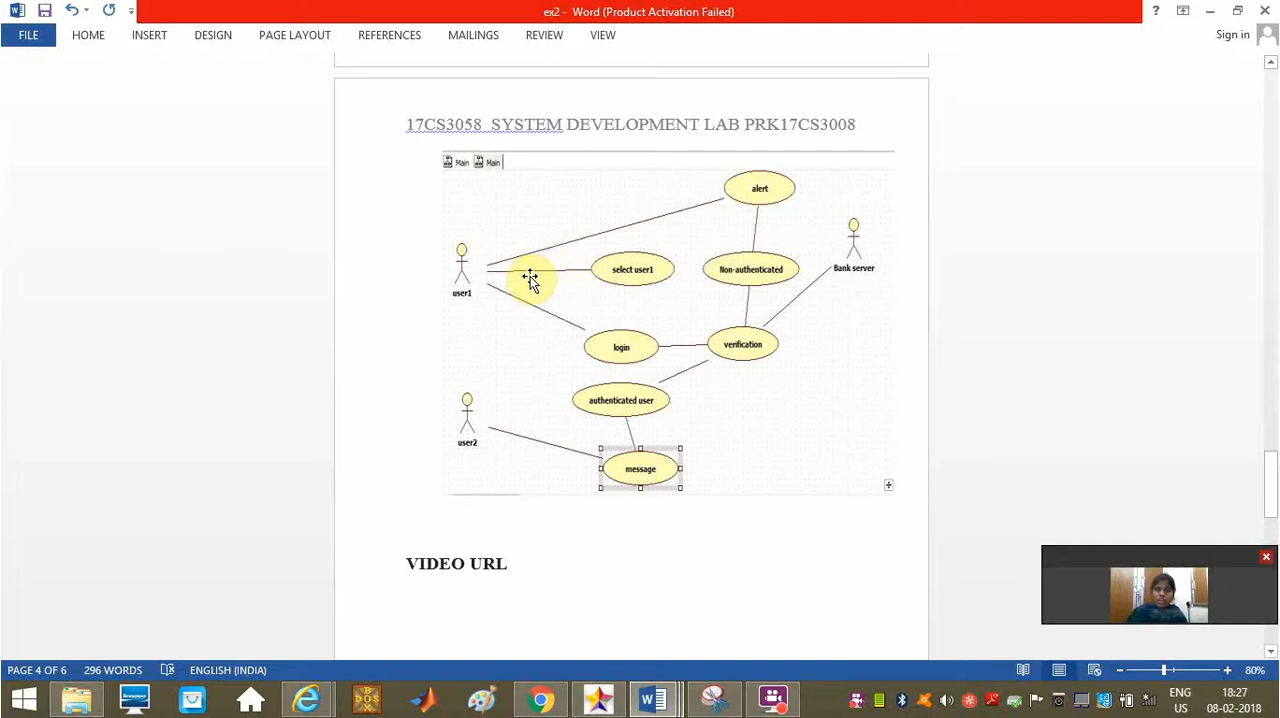 ex2 - Word (Product Activation Failed)
?
FILE HOME INSERT DESIGN PAGE LAYOUT REFERENCES MAILINGS REVIEW VIEW Sign in
17CS3058 SYSTEM DEVELOPMENT LAB PRK17CS3008
Main Main
alert
select user1
Non-authenticated
Bank server
user1
login
verification
authenticated user
user2
message
VIDEO URL
PAGE 4 OF 6 296 WORDS ENGLISH (INDIA) 80%
BOX
DOS
ENG 18:27
US 08-02-2018